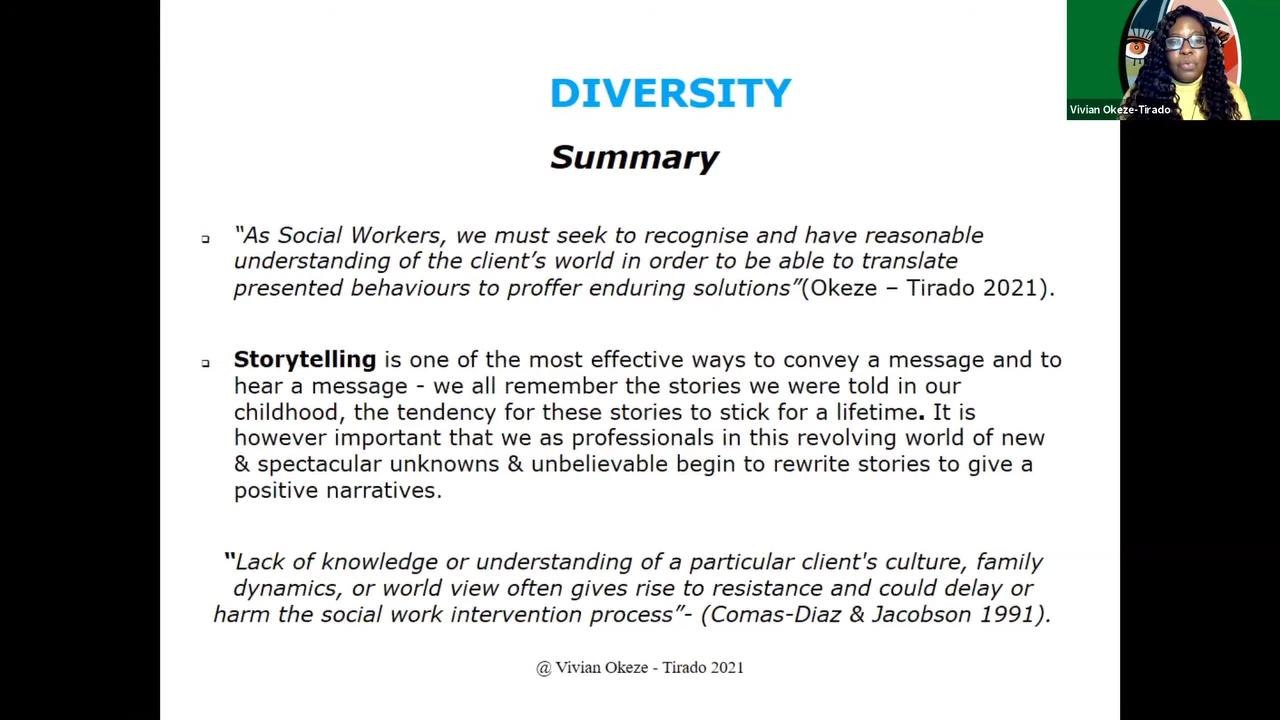 DIVERSITY
Summary
Vivian Okeze-Tirado
❑ “As Social Workers, we must seek to recognise and have reasonable
understanding of the client’s world in order to be able to translate
presented behaviours to proffer enduring solutions”(Okeze – Tirado 2021).
❑ Storytelling is one of the most effective ways to convey a message and to
hear a message - we all remember the stories we were told in our
childhood, the tendency for these stories to stick for a lifetime. It is
however important that we as professionals in this revolving world of new
& spectacular unknowns & unbelievable begin to rewrite stories to give a
positive narratives.
“Lack of knowledge or understanding of a particular client's culture, family
dynamics, or world view often gives rise to resistance and could delay or
harm the social work intervention process”- (Comas-Diaz & Jacobson 1991).
@ Vivian Okeze - Tirado 2021